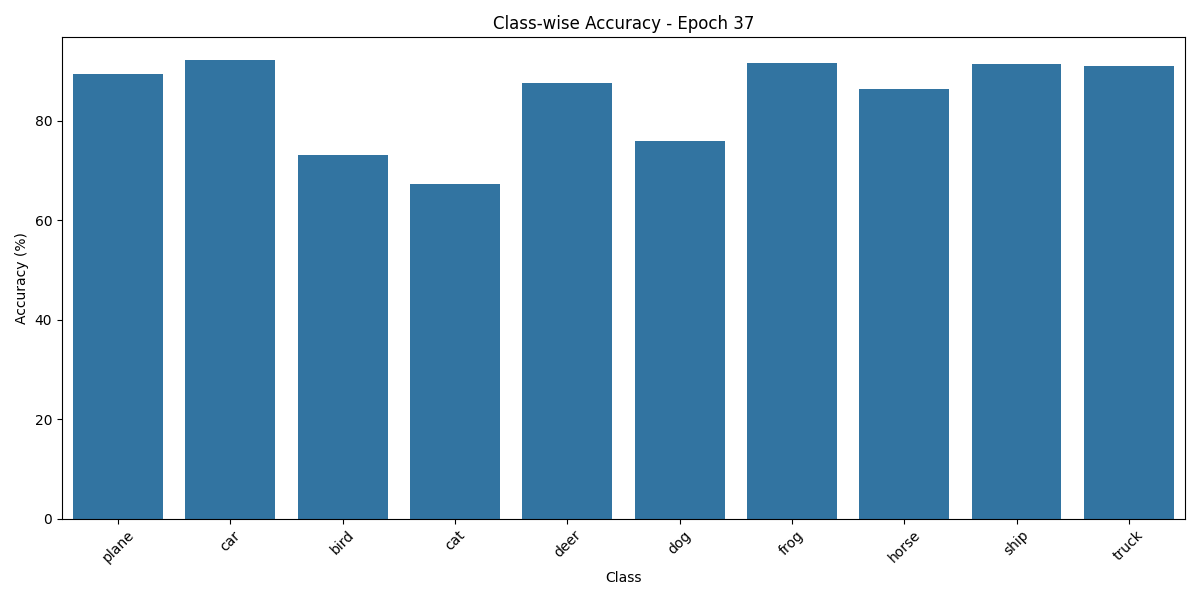 Class-wise Accuracy - Epoch 37
Accuracy (%)
80
60
40
20
0
plane
car
bird
cat
deer
dog
frog
horse
ship
truck
Class